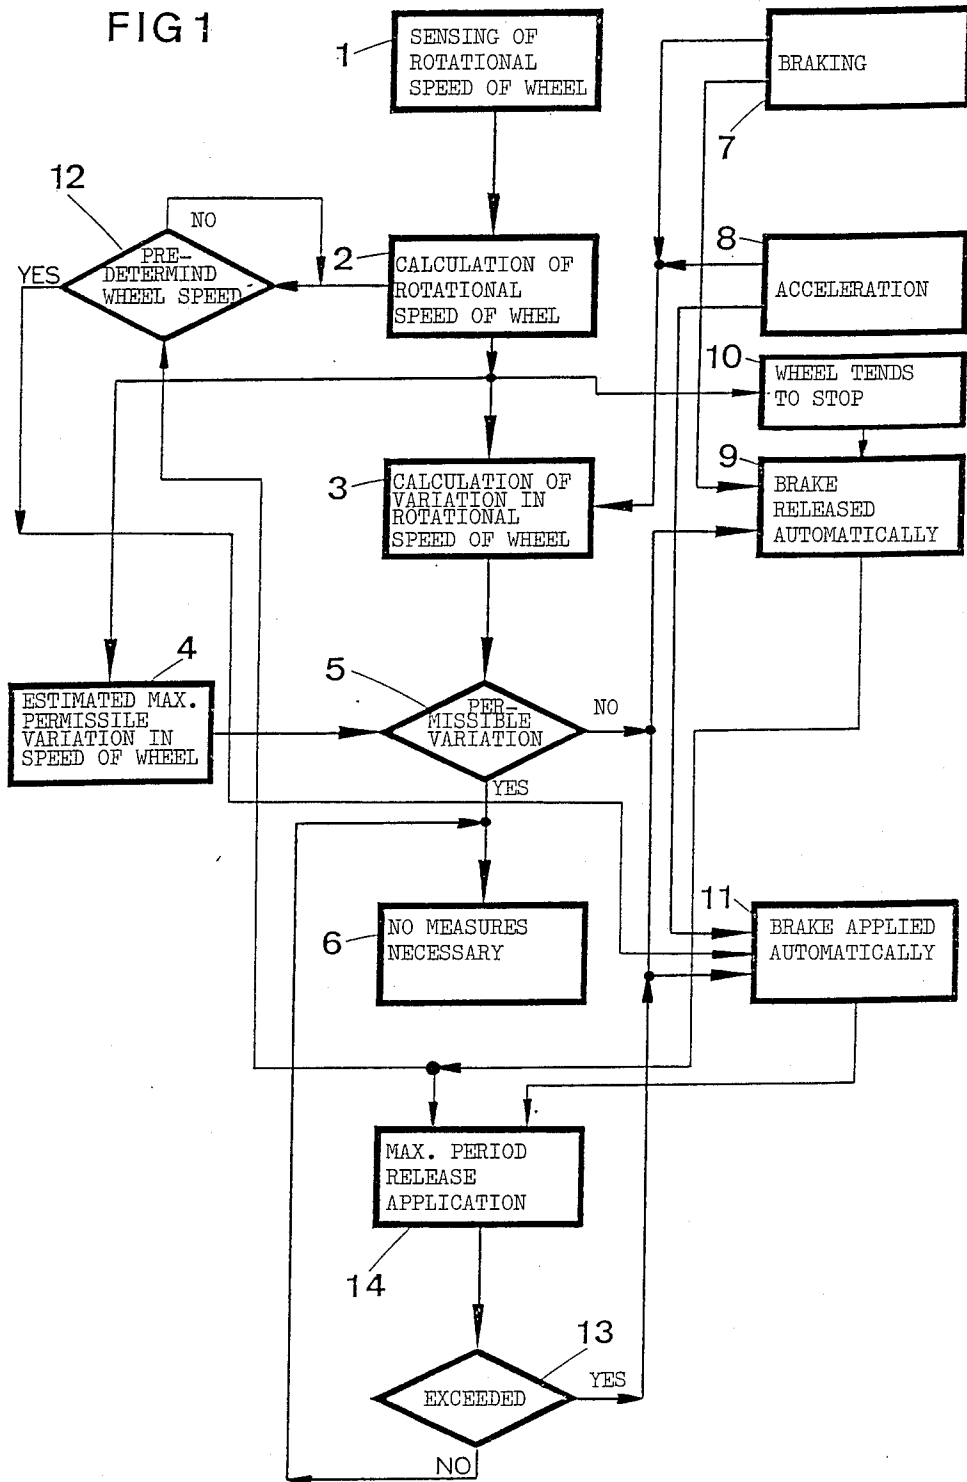 FIG 1
1
SENSING OF
ROTATIONAL
SPEED OF WHEEL
BRAKING
7
12
NO
YES
PRE-
DETERMIND
WHEEL SPEED
2
CALCULATION OF
ROTATIONAL
SPEED OF WHEL
8
ACCELERATION
10
WHEEL TENDS
TO STOP
3
CALCULATION OF
VARIATION IN
ROTATIONAL
SPEED OF WHEEL
9
BRAKE
RELEASED
AUTOMATICALLY
4
ESTIMATED MAX.
PERMISSILE
VARIATION IN
SPEED OF WHEEL
5
PER-
MISSIBLE
VARIATION
NO
YES
6
NO MEASURES
NECESSARY
11
BRAKE APPLIED
AUTOMATICALLY
MAX. PERIOD
RELEASE
APPLICATION
14
13
EXCEEDED
YES
NO